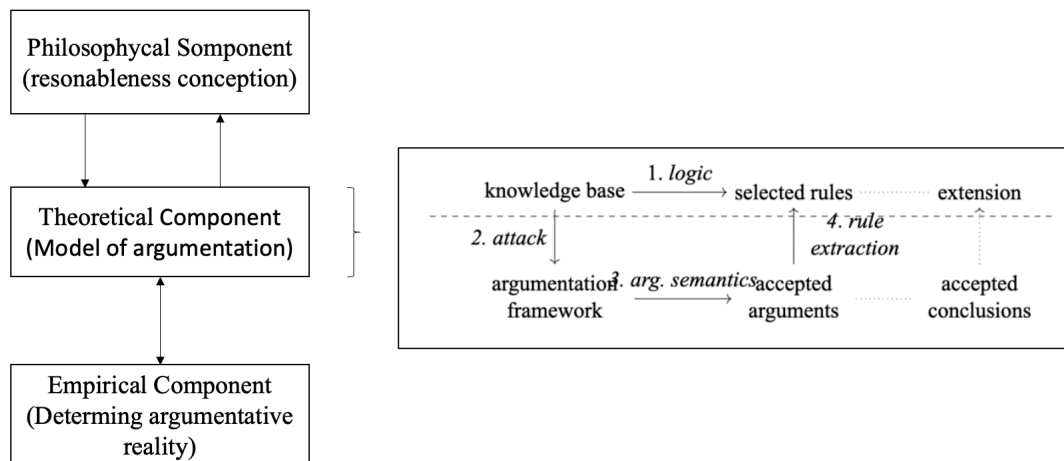 Philosophycal Somponent
(resonableness conception)
Theoretical Component
(Model of argumentation)
Empirical Component
(Determing argumentative
reality)
knowledge base
1. logic
selected rules
extension
2. attack
4. rule
extraction
argumentation
framework
3. arg. semantics
accepted
arguments
accepted
conclusions